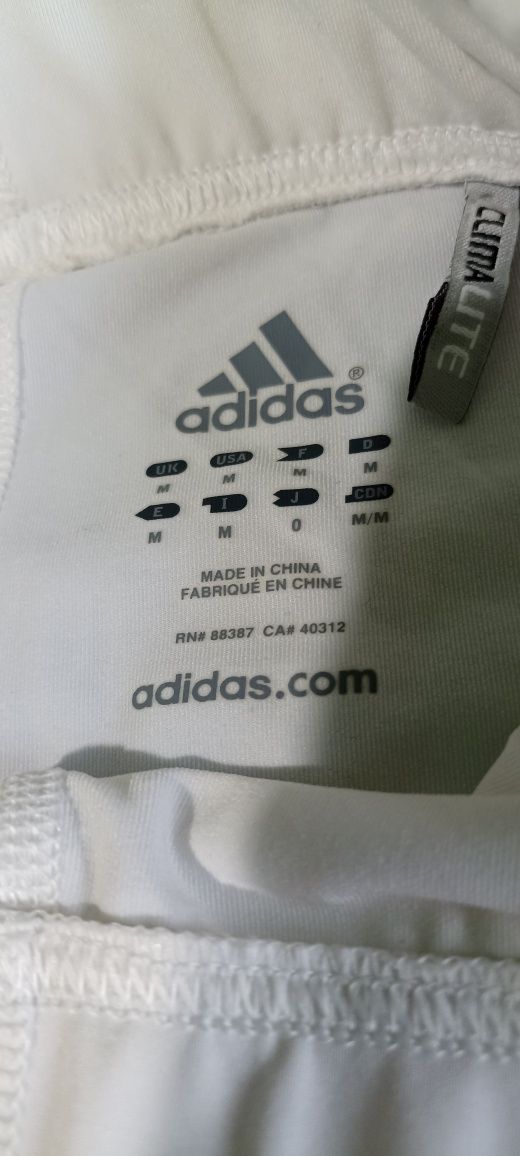 CLIMALITE
adidas®
UK USA F D
M M M M
E I J CDN
M M O M/M
MADE IN CHINA
FABRIQUÉ EN CHINE
RN# 88387 CA# 40312
adidas.com